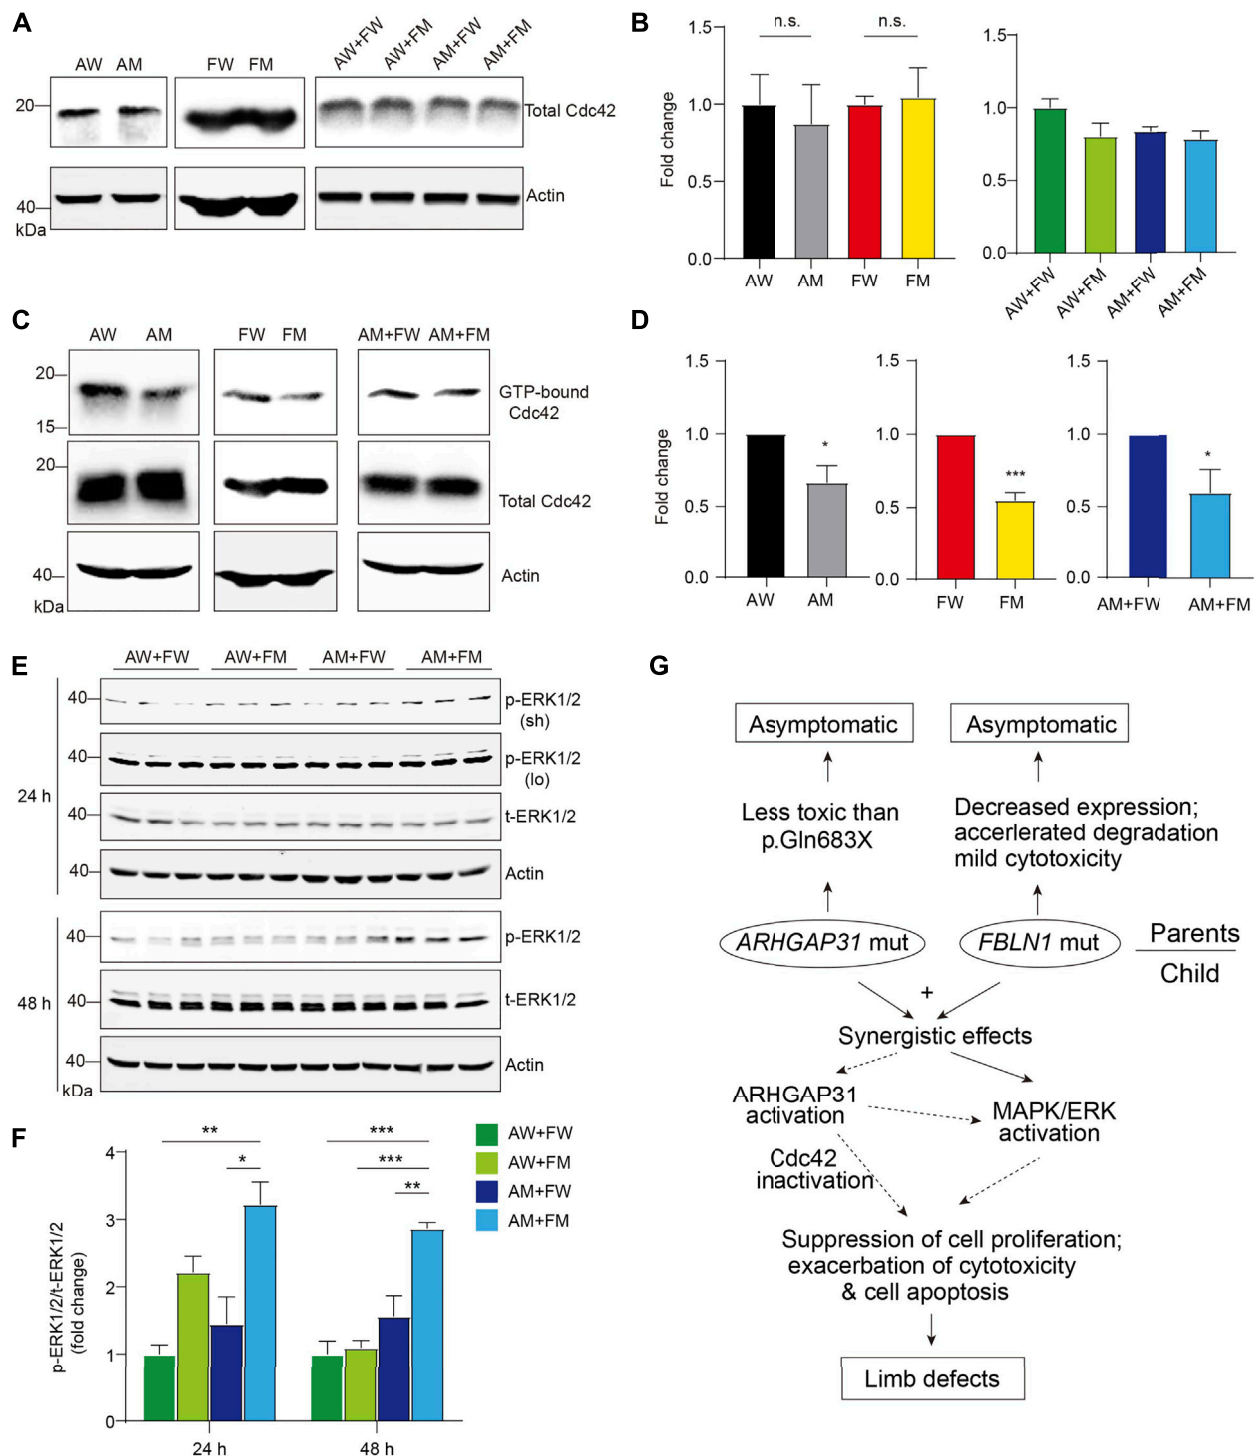 A
AW AM
FW FM
AW+FW
AW+FM
AM+FW
AM+FM
20
Total Cdc42
40
Actin
kDa
B
n.s.
n.s.
1.5
1.0
0.5
0.0
Fold change
AW
AM
FW
FM
1.5
1.0
0.5
0.0
AW+FW
AW+FM
AM+FW
AM+FM
C
AW AM
FW FM
AM+FW AM+FM
20
15
GTP-bound
Cdc42
20
Total Cdc42
40
Actin
kDa
D
1.5
1.0
0.5
0.0
Fold change
*
AW
AM
1.5
1.0
0.5
0.0
***
FW
FM
1.5
1.0
0.5
0.0
*
AM+FW
AM+FM
E
AW+FW AW+FM AM+FW AM+FM
24 h
40
p-ERK1/2
(sh)
40
p-ERK1/2
(lo)
40
t-ERK1/2
40
Actin
48 h
40
p-ERK1/2
40
t-ERK1/2
40
Actin
kDa
F
p-ERK1/2/t-ERK1/2
(fold change)
4
3
2
1
0
**
*
***
***
**
24 h
48 h
AW+FW
AW+FM
AM+FW
AM+FM
G
Asymptomatic
Asymptomatic
Less toxic than
p.Gln683X
Decreased expression;
accerlerated degradation
mild cytotoxicity
ARHGAP31 mut
FBLN1 mut
Parents
Child
+
Synergistic effects
ARHGAP31
activation
MAPK/ERK
activation
Cdc42
inactivation
Suppression of cell proliferation;
exacerbation of cytotoxicity
& cell apoptosis
Limb defects